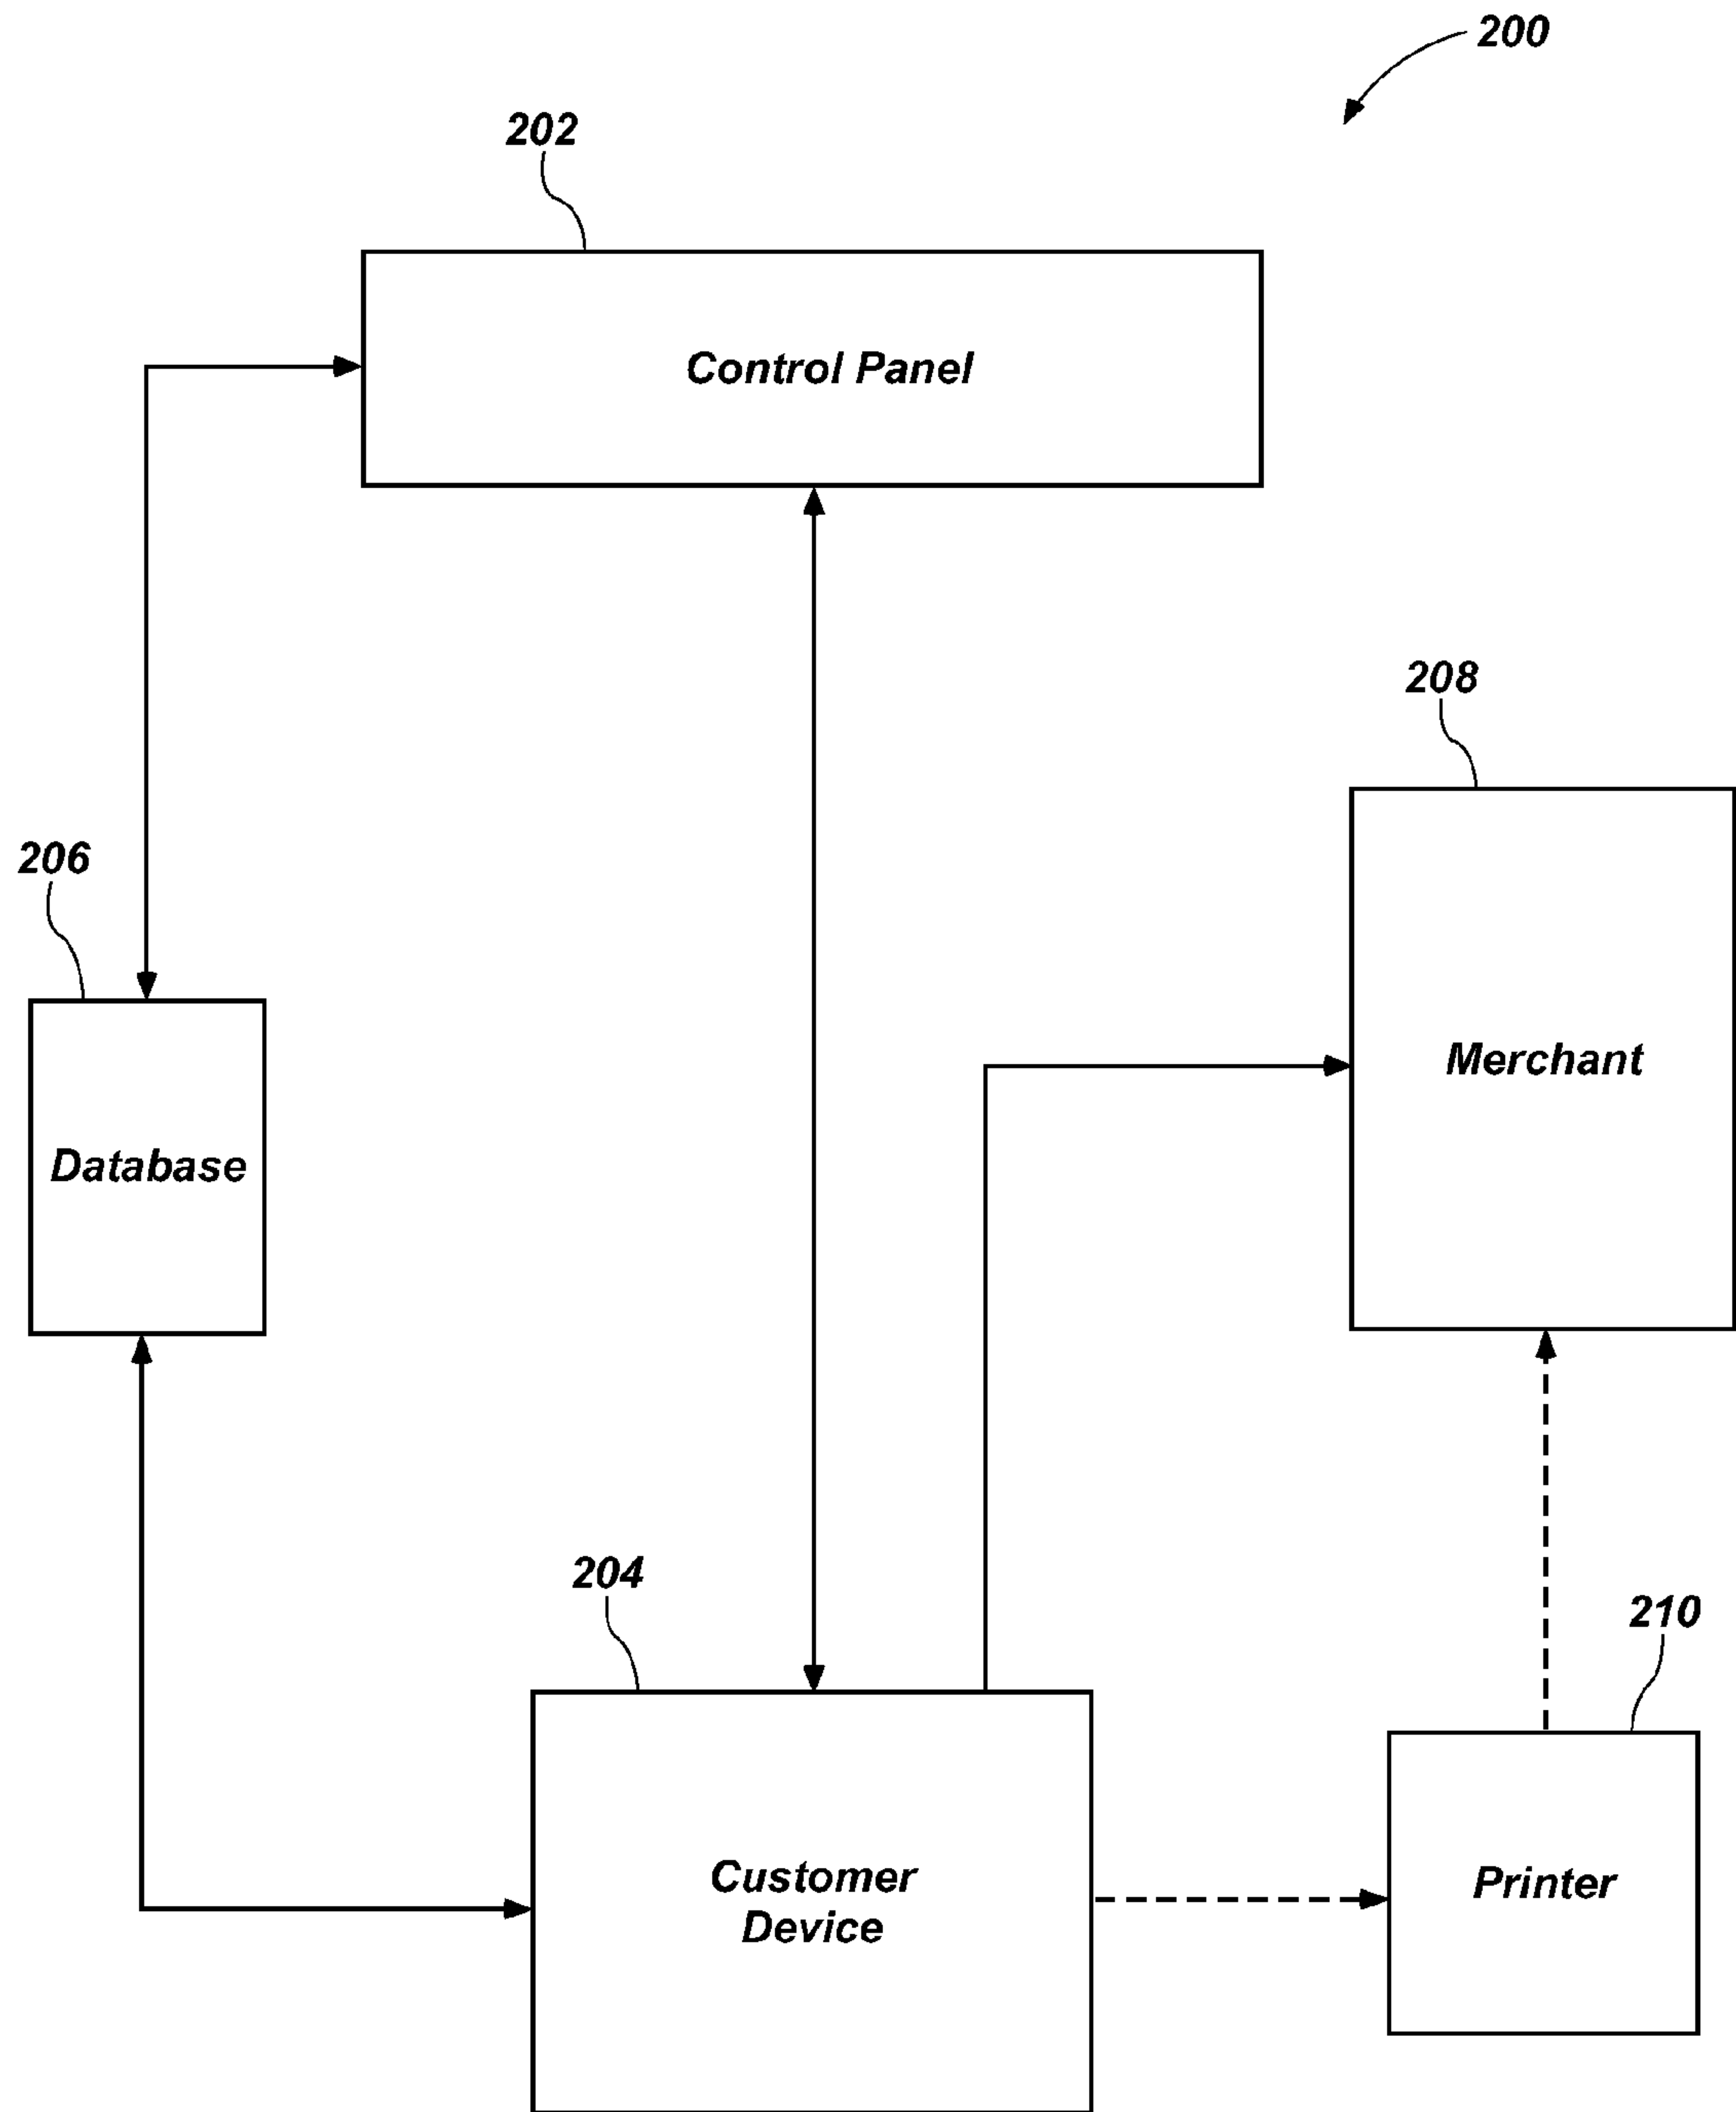 200
202
Control Panel
208
206
Merchant
Database
204
210
Customer
Device
Printer